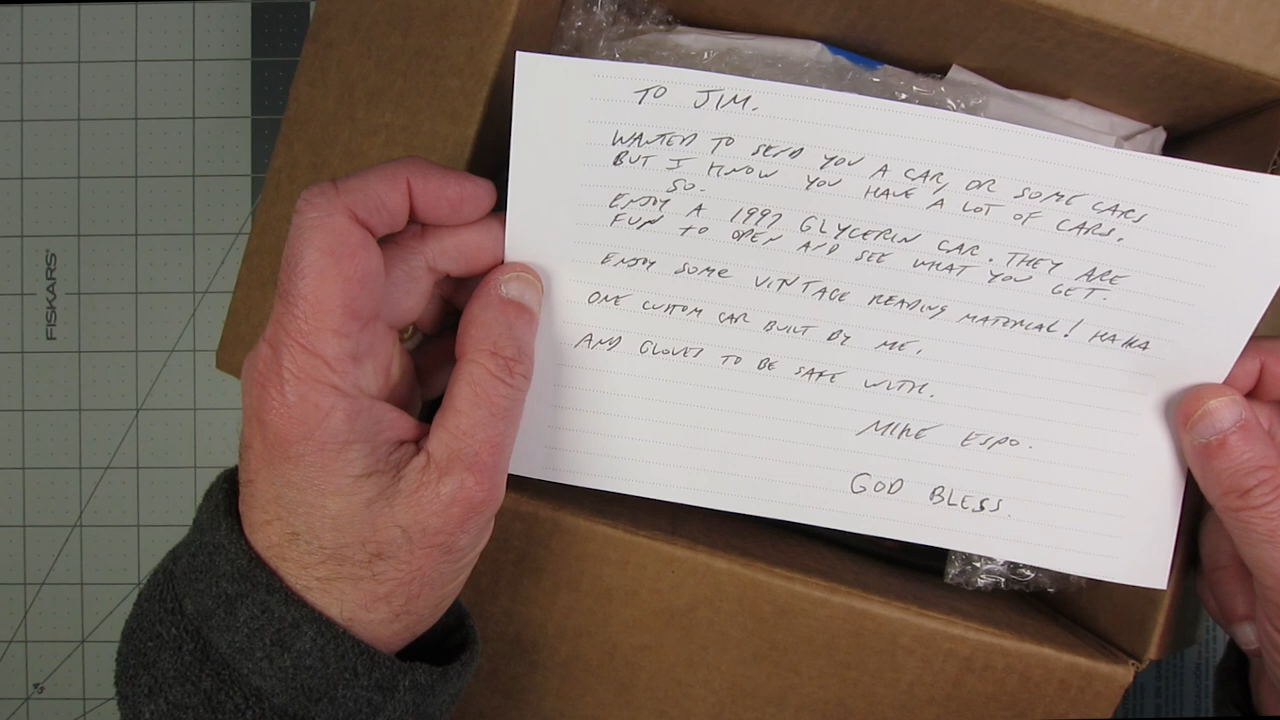 FISKARS
TO JIM.
WANTED TO SEND YOU A CAR, OR SOME CARS
BUT I KNOW YOU HAVE A LOT OF CARS.
SO.
ENJOY A 1997 GLYCERIN CAR. THEY ARE
FUN TO OPEN AND SEE WHAT YOU GET.
ENJOY SOME VINTAGE READING MATERIAL! HA HA
ONE CUSTOM CAR BUILT BY ME.
AND GLOVES TO BE SAFE WITH.
MIKE ESPO.
GOD BLESS.